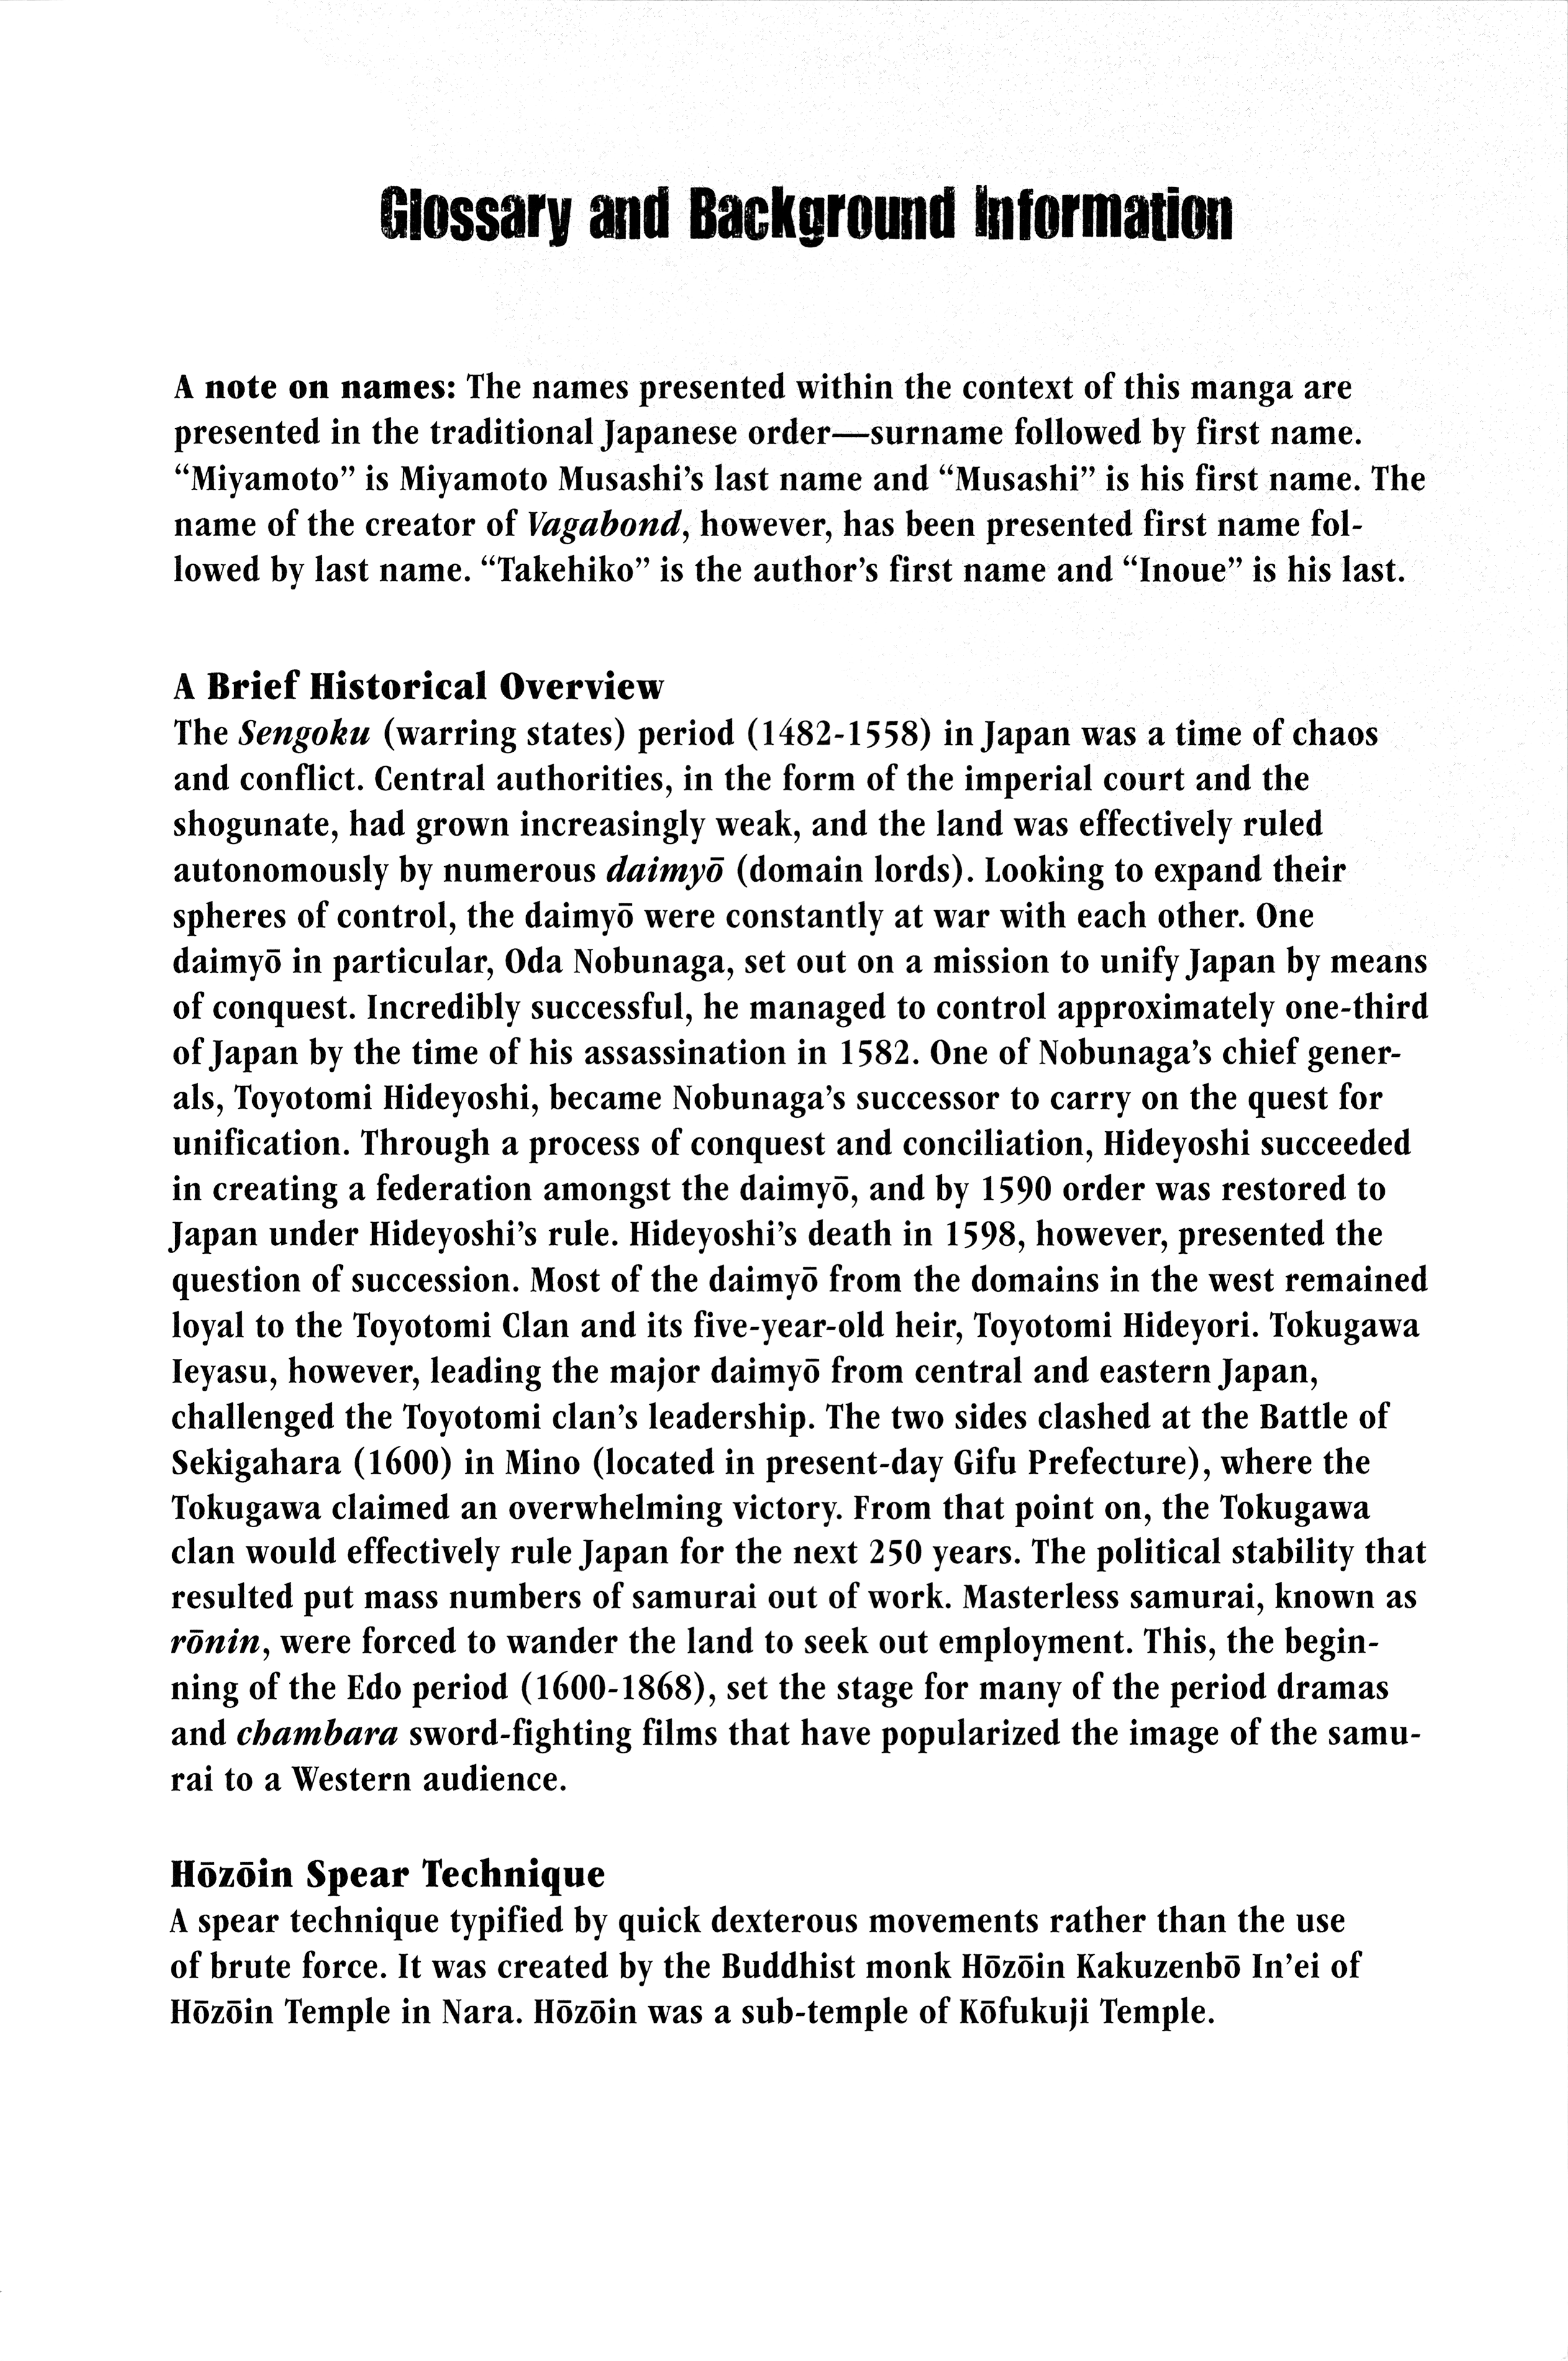 Glossary and Background Information
A note on names: The names presented within the context of this manga are
presented in the traditional Japanese order—surname followed by first name.
“Miyamoto” is Miyamoto Musashi’s last name and “Musashi” is his first name. The
name of the creator of Vagabond, however, has been presented first name fol-
lowed by last name. “Takehiko” is the author’s first name and “Inoue” is his last.
A Brief Historical Overview
The Sengoku (warring states) period (1482-1558) in Japan was a time of chaos
and conflict. Central authorities, in the form of the imperial court and the
shogunate, had grown increasingly weak, and the land was effectively ruled
autonomously by numerous daimyō (domain lords). Looking to expand their
spheres of control, the daimyō were constantly at war with each other. One
daimyō in particular, Oda Nobunaga, set out on a mission to unify Japan by means
of conquest. Incredibly successful, he managed to control approximately one-third
of Japan by the time of his assassination in 1582. One of Nobunaga’s chief gener-
als, Toyotomi Hideyoshi, became Nobunaga’s successor to carry on the quest for
unification. Through a process of conquest and conciliation, Hideyoshi succeeded
in creating a federation amongst the daimyō, and by 1590 order was restored to
Japan under Hideyoshi’s rule. Hideyoshi’s death in 1598, however, presented the
question of succession. Most of the daimyō from the domains in the west remained
loyal to the Toyotomi Clan and its five-year-old heir, Toyotomi Hideyori. Tokugawa
Ieyasu, however, leading the major daimyō from central and eastern Japan,
challenged the Toyotomi clan’s leadership. The two sides clashed at the Battle of
Sekigahara (1600) in Mino (located in present-day Gifu Prefecture), where the
Tokugawa claimed an overwhelming victory. From that point on, the Tokugawa
clan would effectively rule Japan for the next 250 years. The political stability that
resulted put mass numbers of samurai out of work. Masterless samurai, known as
rōnin, were forced to wander the land to seek out employment. This, the begin-
ning of the Edo period (1600-1868), set the stage for many of the period dramas
and chambara sword-fighting films that have popularized the image of the samu-
rai to a Western audience.
Hōzōin Spear Technique
A spear technique typified by quick dexterous movements rather than the use
of brute force. It was created by the Buddhist monk Hōzōin Kakuzenbō In’ei of
Hōzōin Temple in Nara. Hōzōin was a sub-temple of Kōfukuji Temple.